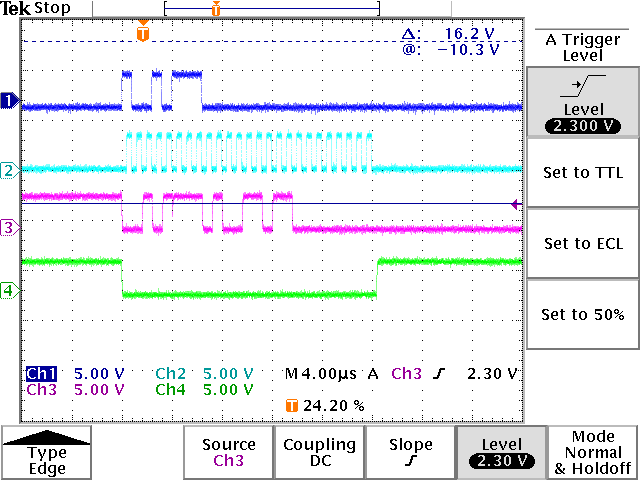 Tek Stop
T
T
Δ: 16.2 V
@: −10.3 V
1
2
3
4
Ch1 5.00 V Ch2 5.00 V M 4.00µs A Ch3 2.30 V
Ch3 5.00 V Ch4 5.00 V
T 24.20 %
A Trigger
Level
Level
2.300 V
Set to TTL
Set to ECL
Set to 50%
Type
Edge
Source
Ch3
Coupling
DC
Slope
Level
2.30 V
Mode
Normal
& Holdoff